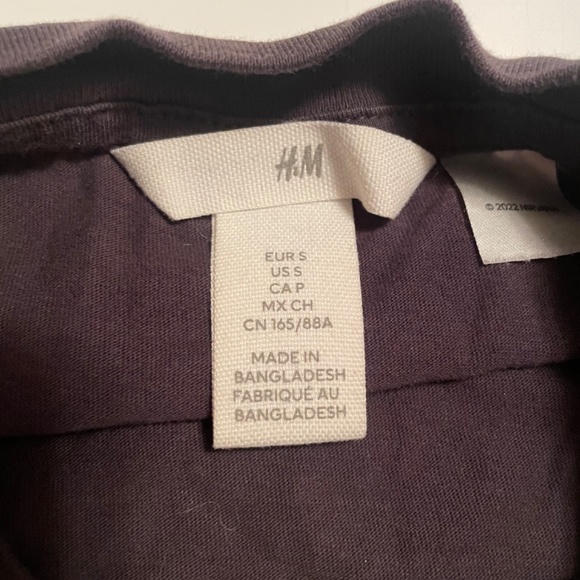 H&M
EUR S
US S
CA P
MX CH
CN 165/88A
MADE IN
BANGLADESH
FABRIQUÉ AU
BANGLADESH
© 2022